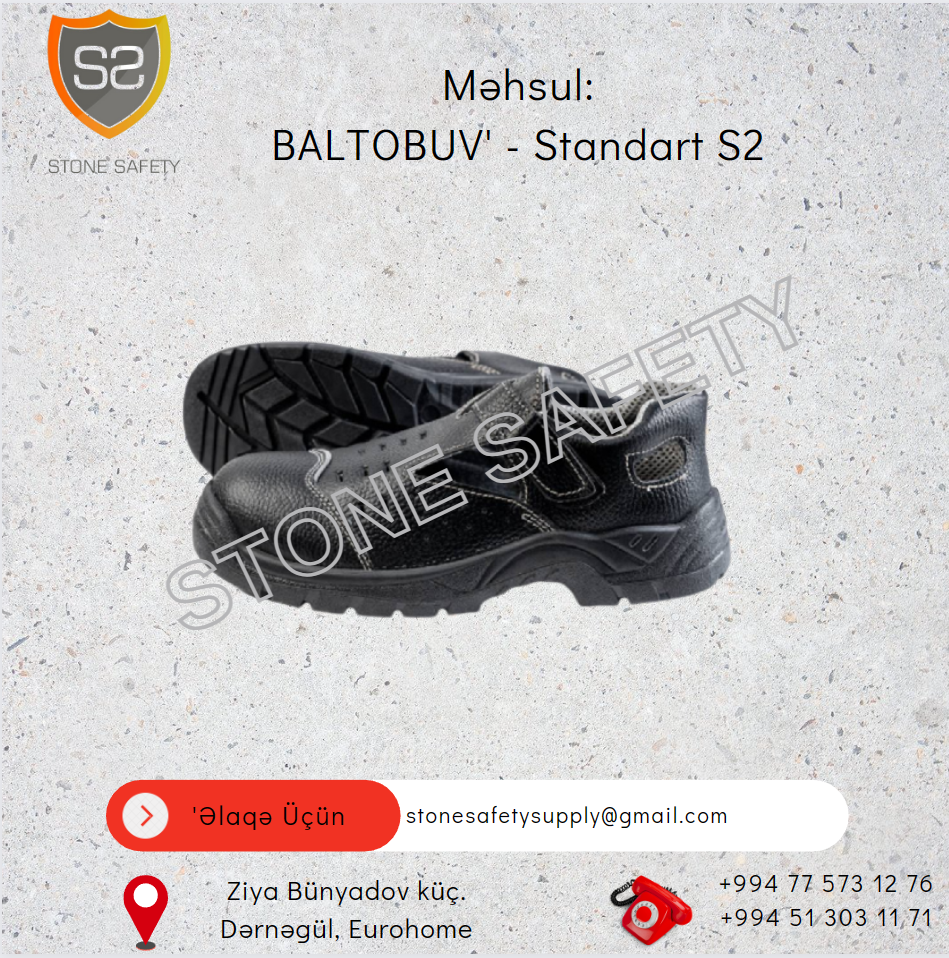 S2
STONE SAFETY
Məhsul:
BALTOBUV' - Standart S2
STONE SAFETY
'Əlaqə Üçün
stonesafetysupply@gmail.com
Ziya Bünyadov küç.
Dərnəgül, Eurohome
+994 77 573 12 76
+994 51 303 11 71